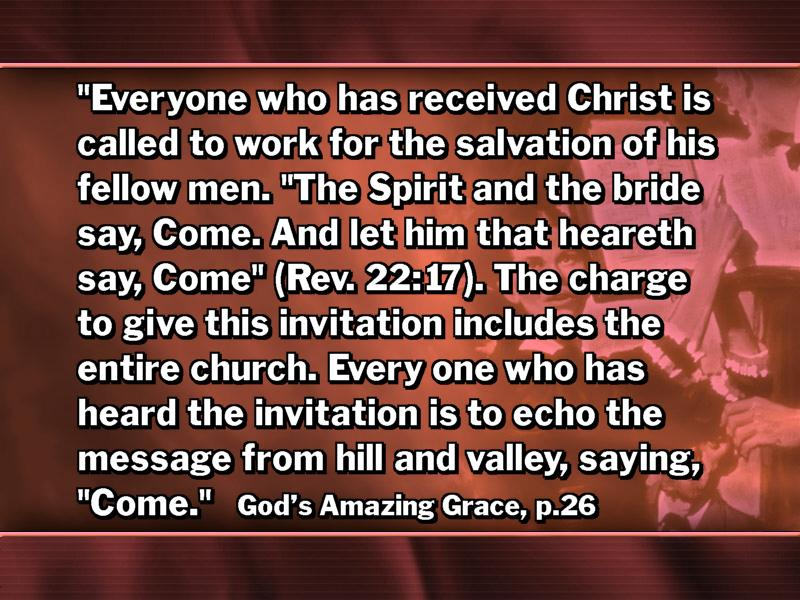 "Everyone who has received Christ is
called to work for the salvation of his
fellow men. "The Spirit and the bride
say, Come. And let him that heareth
say, Come" (Rev. 22:17). The charge
to give this invitation includes the
entire church. Every one who has
heard the invitation is to echo the
message from hill and valley, saying,
"Come." God’s Amazing Grace, p.26